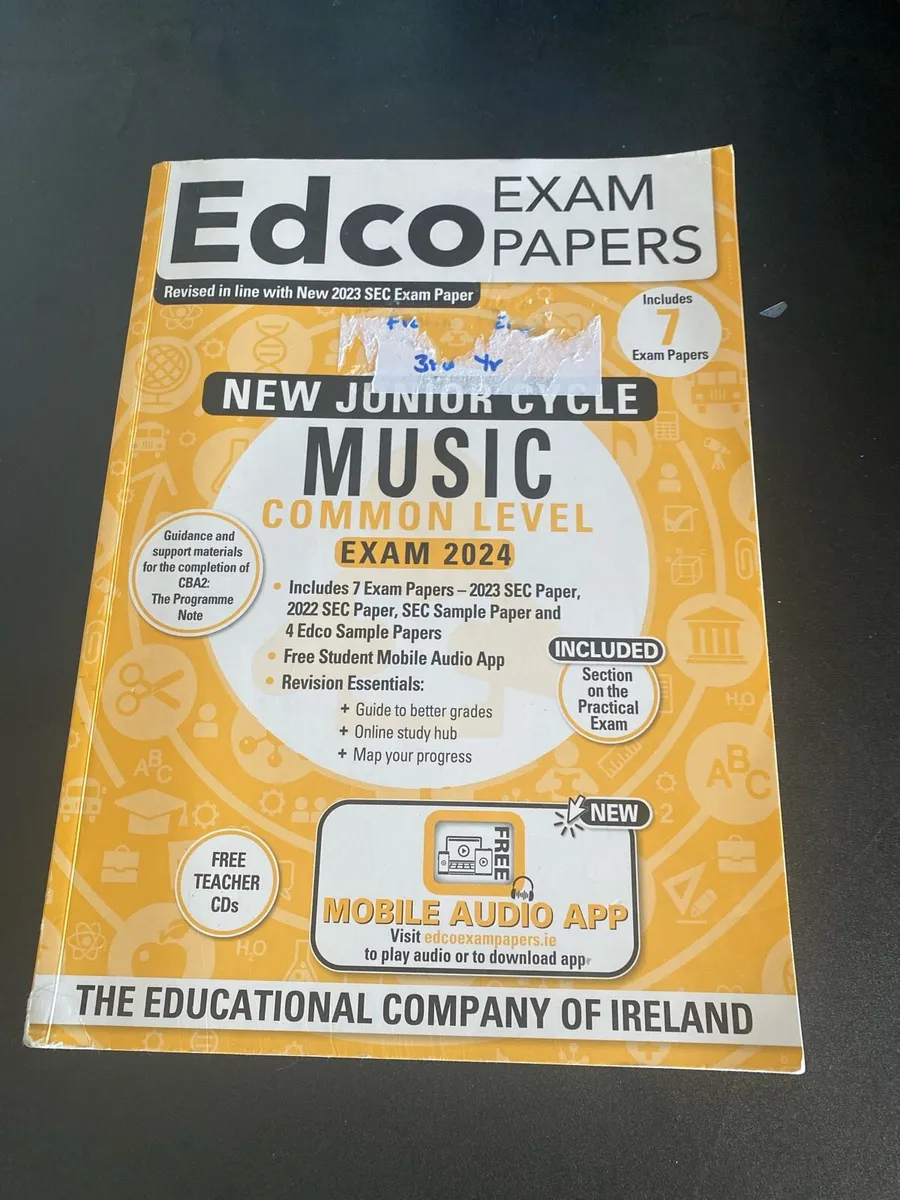 Edco EXAM
PAPERS
Revised in line with New 2023 SEC Exam Paper
Includes
7
Exam Papers
Yr
NEW JUNIOR CYCLE
MUSIC
COMMON LEVEL
EXAM 2024
Guidance and
support materials
for the completion of
CBA2:
The Programme
Note
• Includes 7 Exam Papers – 2023 SEC Paper,
2022 SEC Paper, SEC Sample Paper and
4 Edco Sample Papers
• Free Student Mobile Audio App
• Revision Essentials:
+ Guide to better grades
+ Online study hub
+ Map your progress
INCLUDED
Section
on the
Practical
Exam
H₂O
ABC
ABC
2
NEW
FREE
FREE
TEACHER
CDs
MOBILE AUDIO APP
Visit edcoexampapers.ie
to play audio or to download app
H₂O
THE EDUCATIONAL COMPANY OF IRELAND